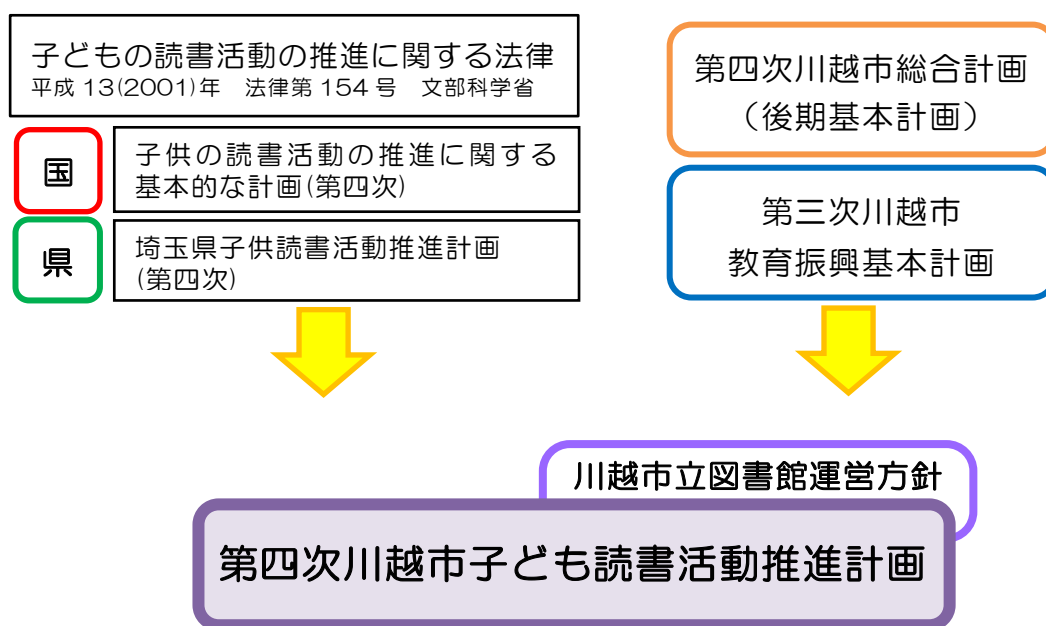 子どもの読書活動の推進に関する法律
平成 13(2001)年　法律第 154 号　文部科学省
国
子供の読書活動の推進に関する
基本的な計画(第四次)
県
埼玉県子供読書活動推進計画
(第四次)
第四次川越市総合計画
（後期基本計画）
第三次川越市
教育振興基本計画
川越市立図書館運営方針
第四次川越市子ども読書活動推進計画